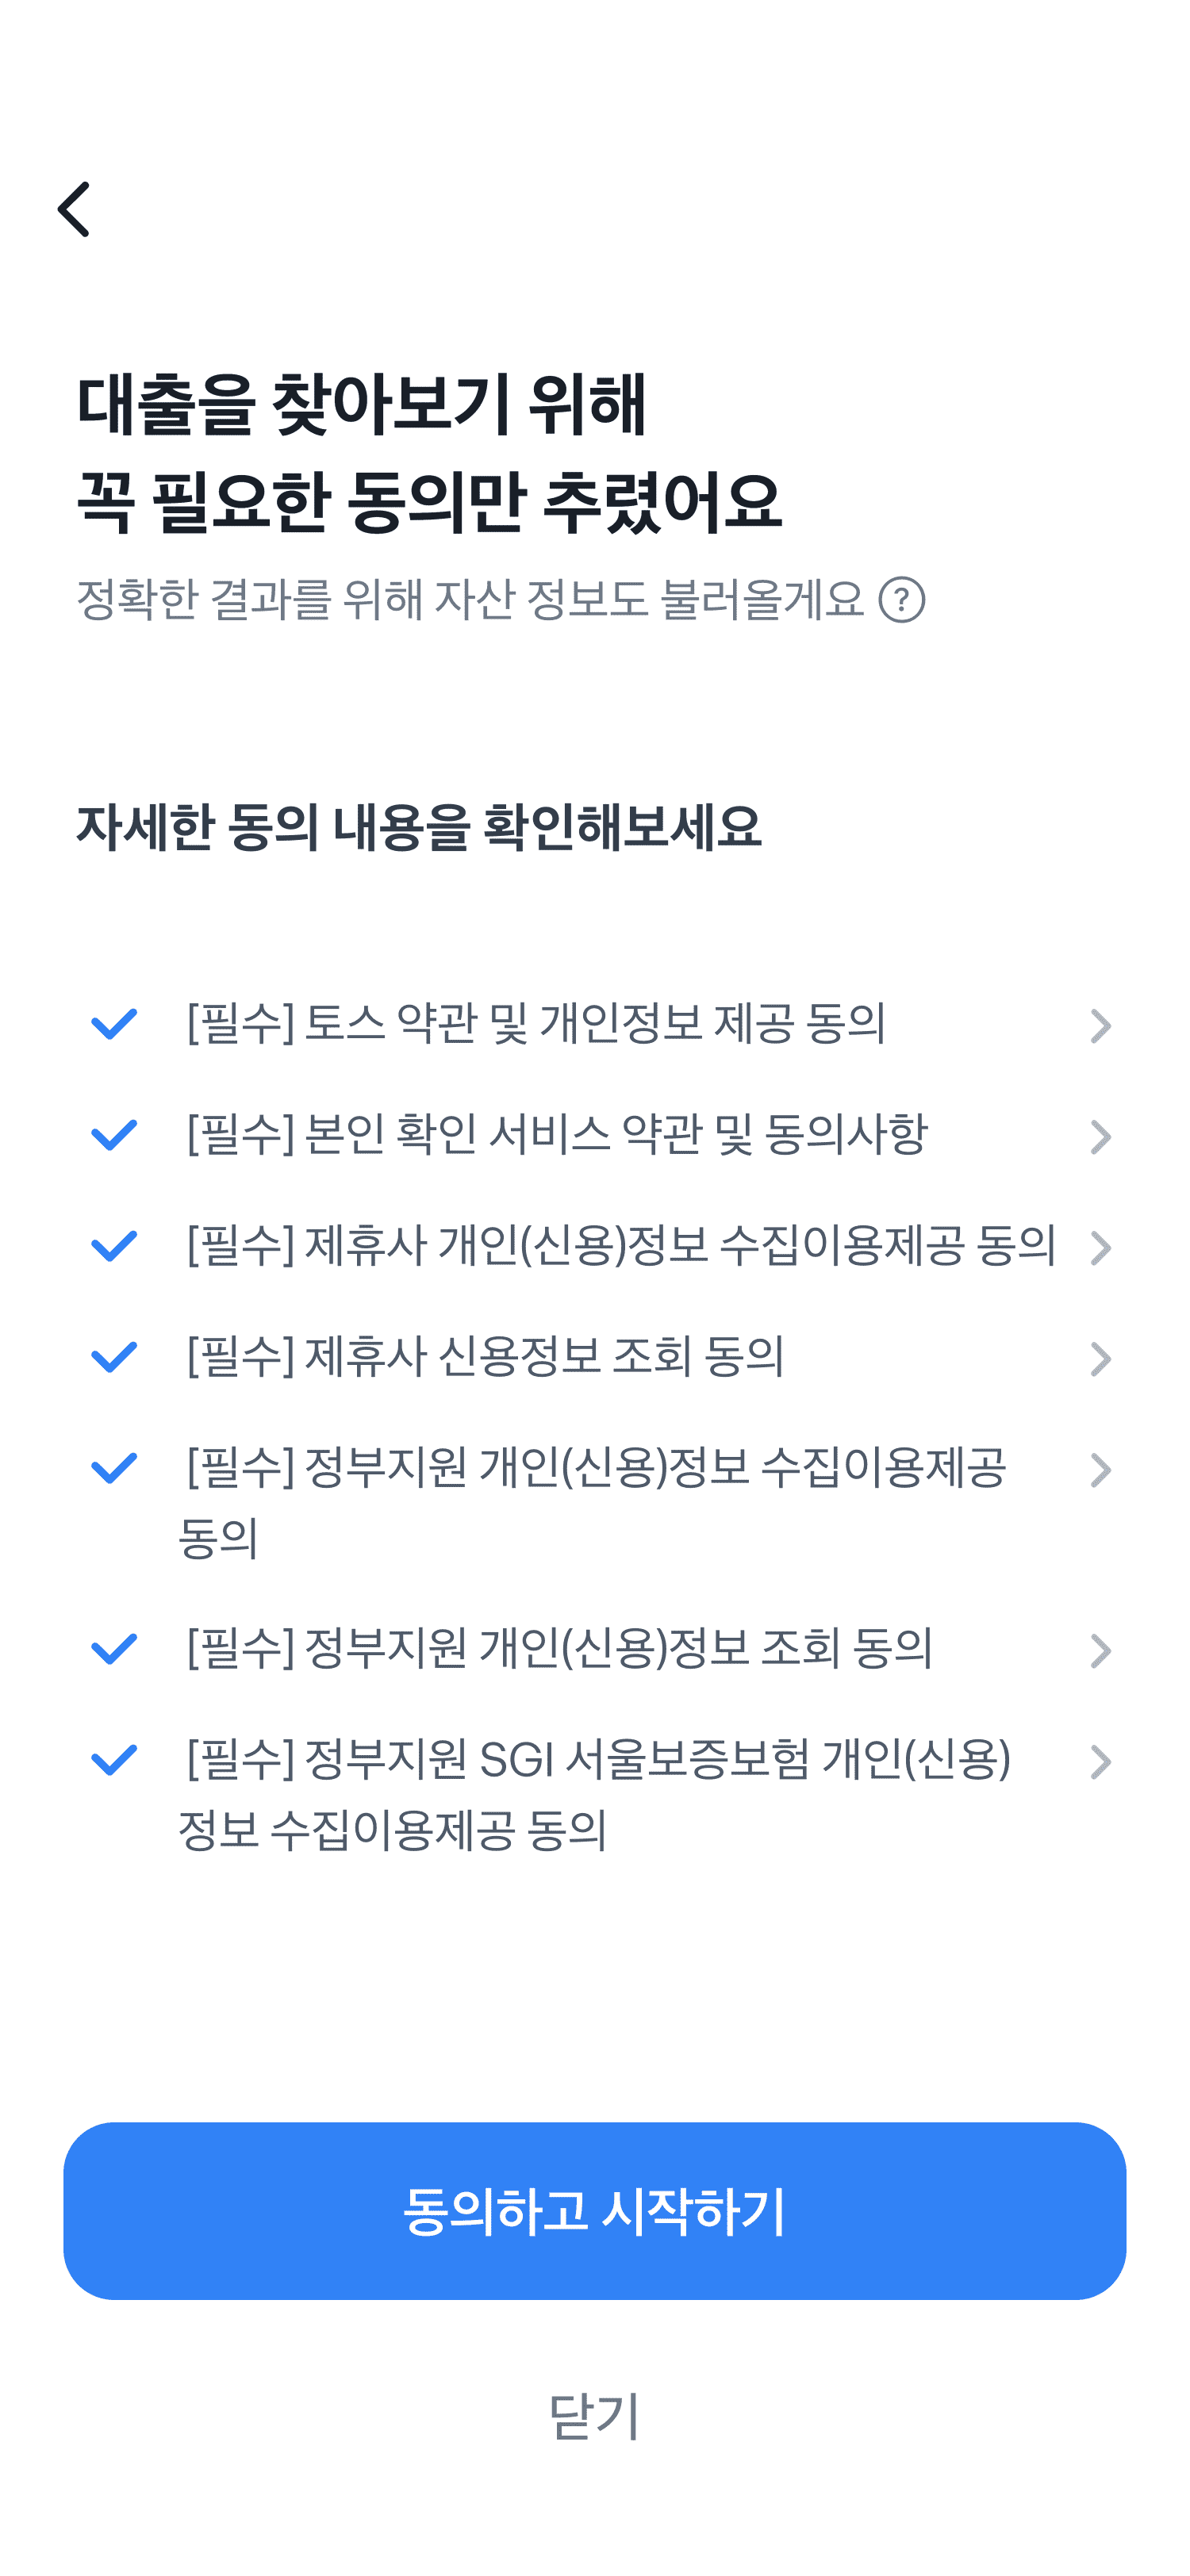 대출을 찾아보기 위해
꼭 필요한 동의만 추렸어요
정확한 결과를 위해 자산 정보도 불러올게요 ?
자세한 동의 내용을 확인해보세요
[필수] 토스 약관 및 개인정보 제공 동의
[필수] 본인 확인 서비스 약관 및 동의사항
[필수] 제휴사 개인(신용)정보 수집이용제공 동의
[필수] 제휴사 신용정보 조회 동의
[필수] 정부지원 개인(신용)정보 수집이용제공
동의
[필수] 정부지원 개인(신용)정보 조회 동의
[필수] 정부지원 SGI 서울보증보험 개인(신용)
정보 수집이용제공 동의
동의하고 시작하기
닫기